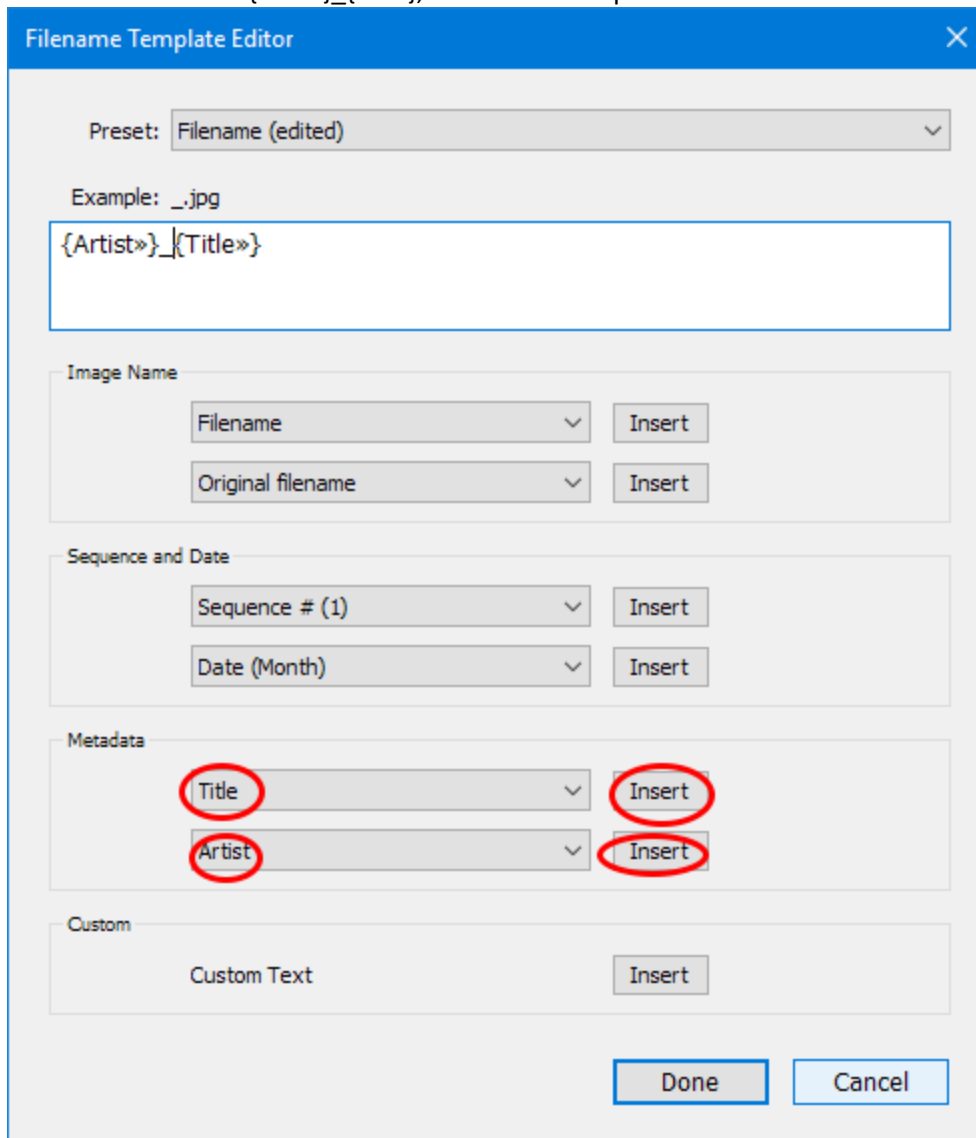 Filename Template Editor
Preset: Filename (edited)
Example: _.jpg
{Artist»}_{Title»}
Image Name
Filename Insert
Original filename Insert
Sequence and Date
Sequence # (1) Insert
Date (Month) Insert
Metadata
Title Insert
Artist Insert
Custom
Custom Text Insert
Done Cancel